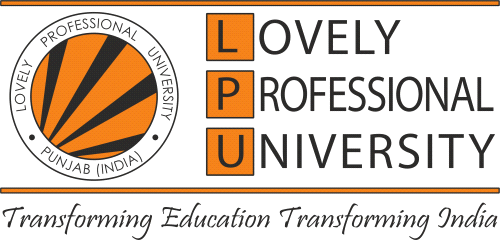 LOVELY PROFESSIONAL UNIVERSITY
• PUNJAB (INDIA) •
LOVELY
PROFESSIONAL
UNIVERSITY
Transforming Education Transforming India